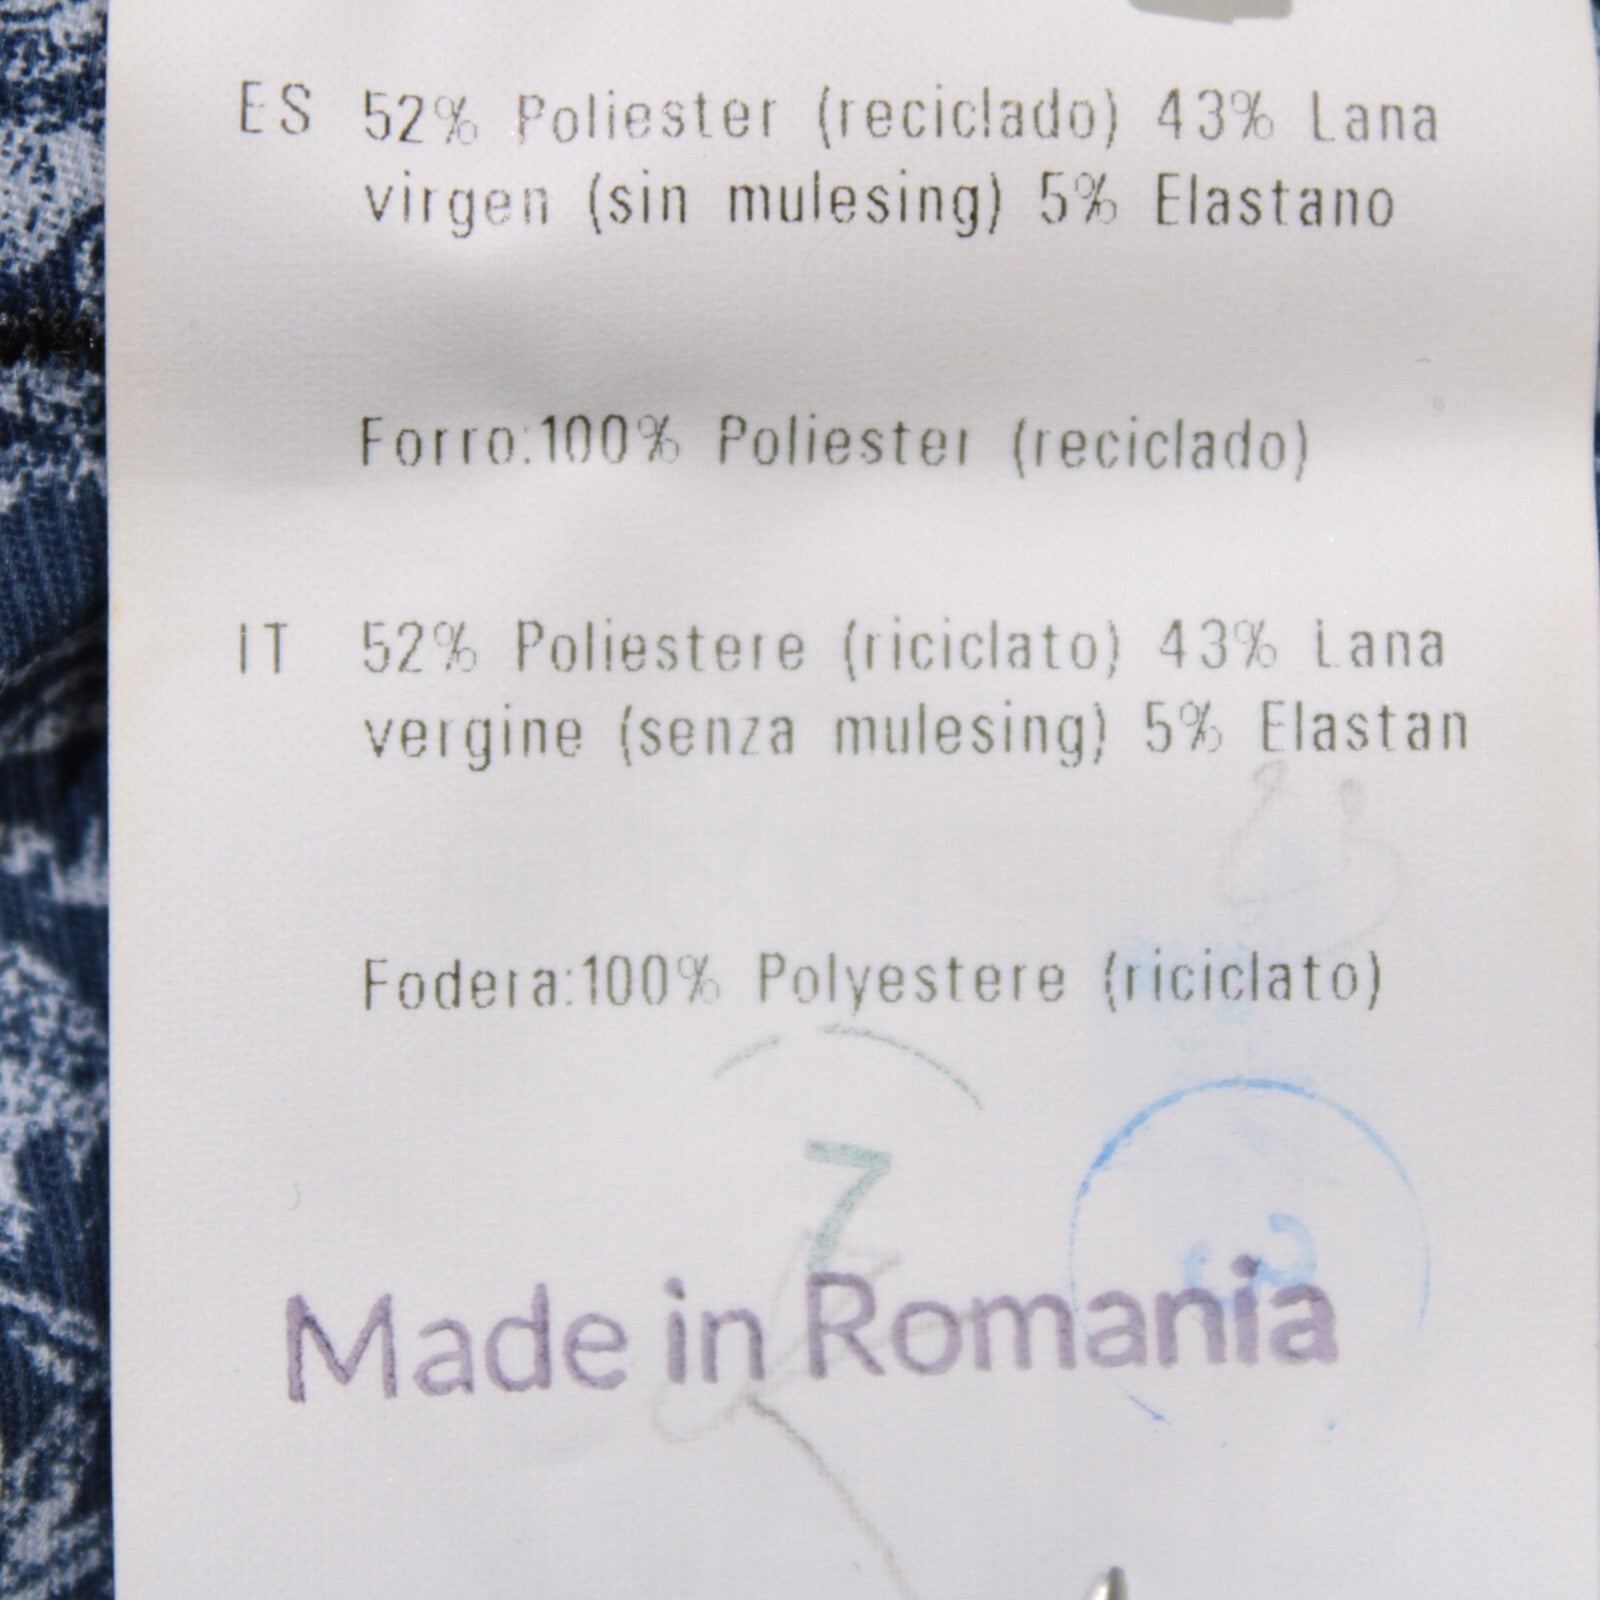 ES 52% Poliester (reciclado) 43% Lana
virgen (sin mulesing) 5% Elastano
Forro:100% Poliester (reciclado)
IT 52% Poliestere (riciclato) 43% Lana
vergine (senza mulesing) 5% Elastan
Fodera:100% Polyestere (riciclato)
7
Made in Romania